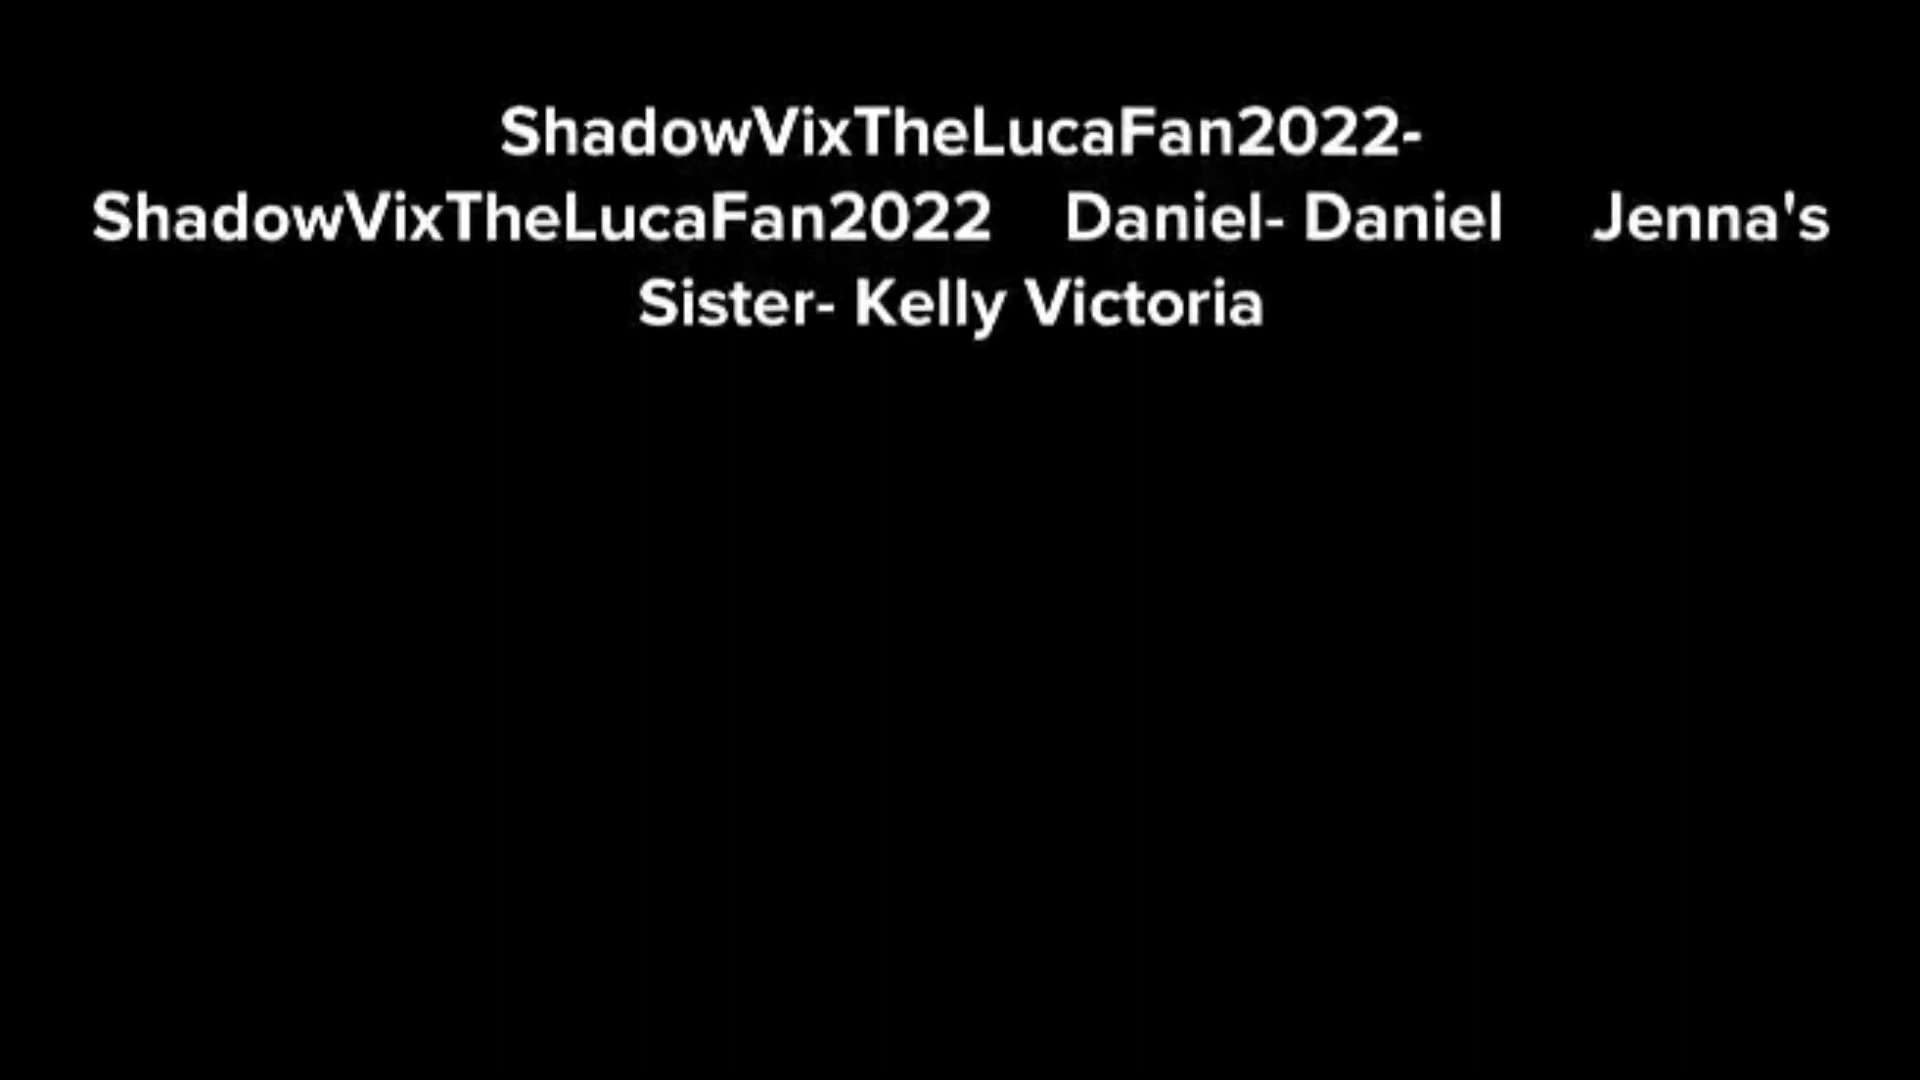 ShadowVixTheLucaFan2022-
ShadowVixTheLucaFan2022 Daniel- Daniel Jenna's
Sister- Kelly Victoria